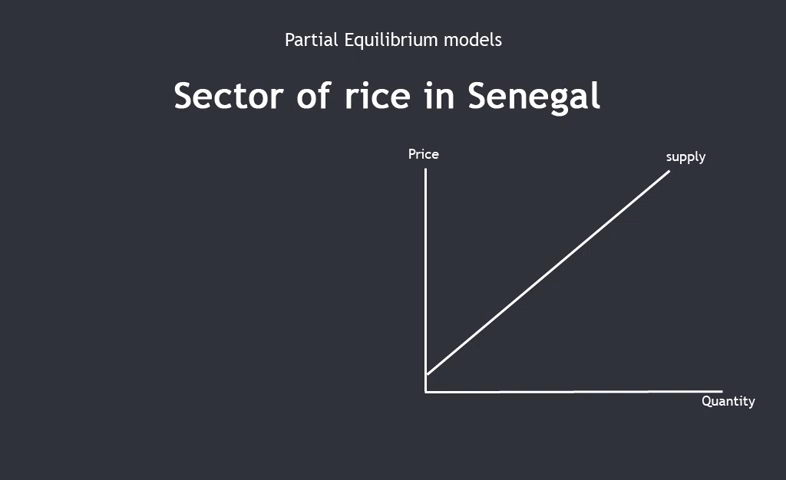 Partial Equilibrium models
Sector of rice in Senegal
Price
supply
Quantity